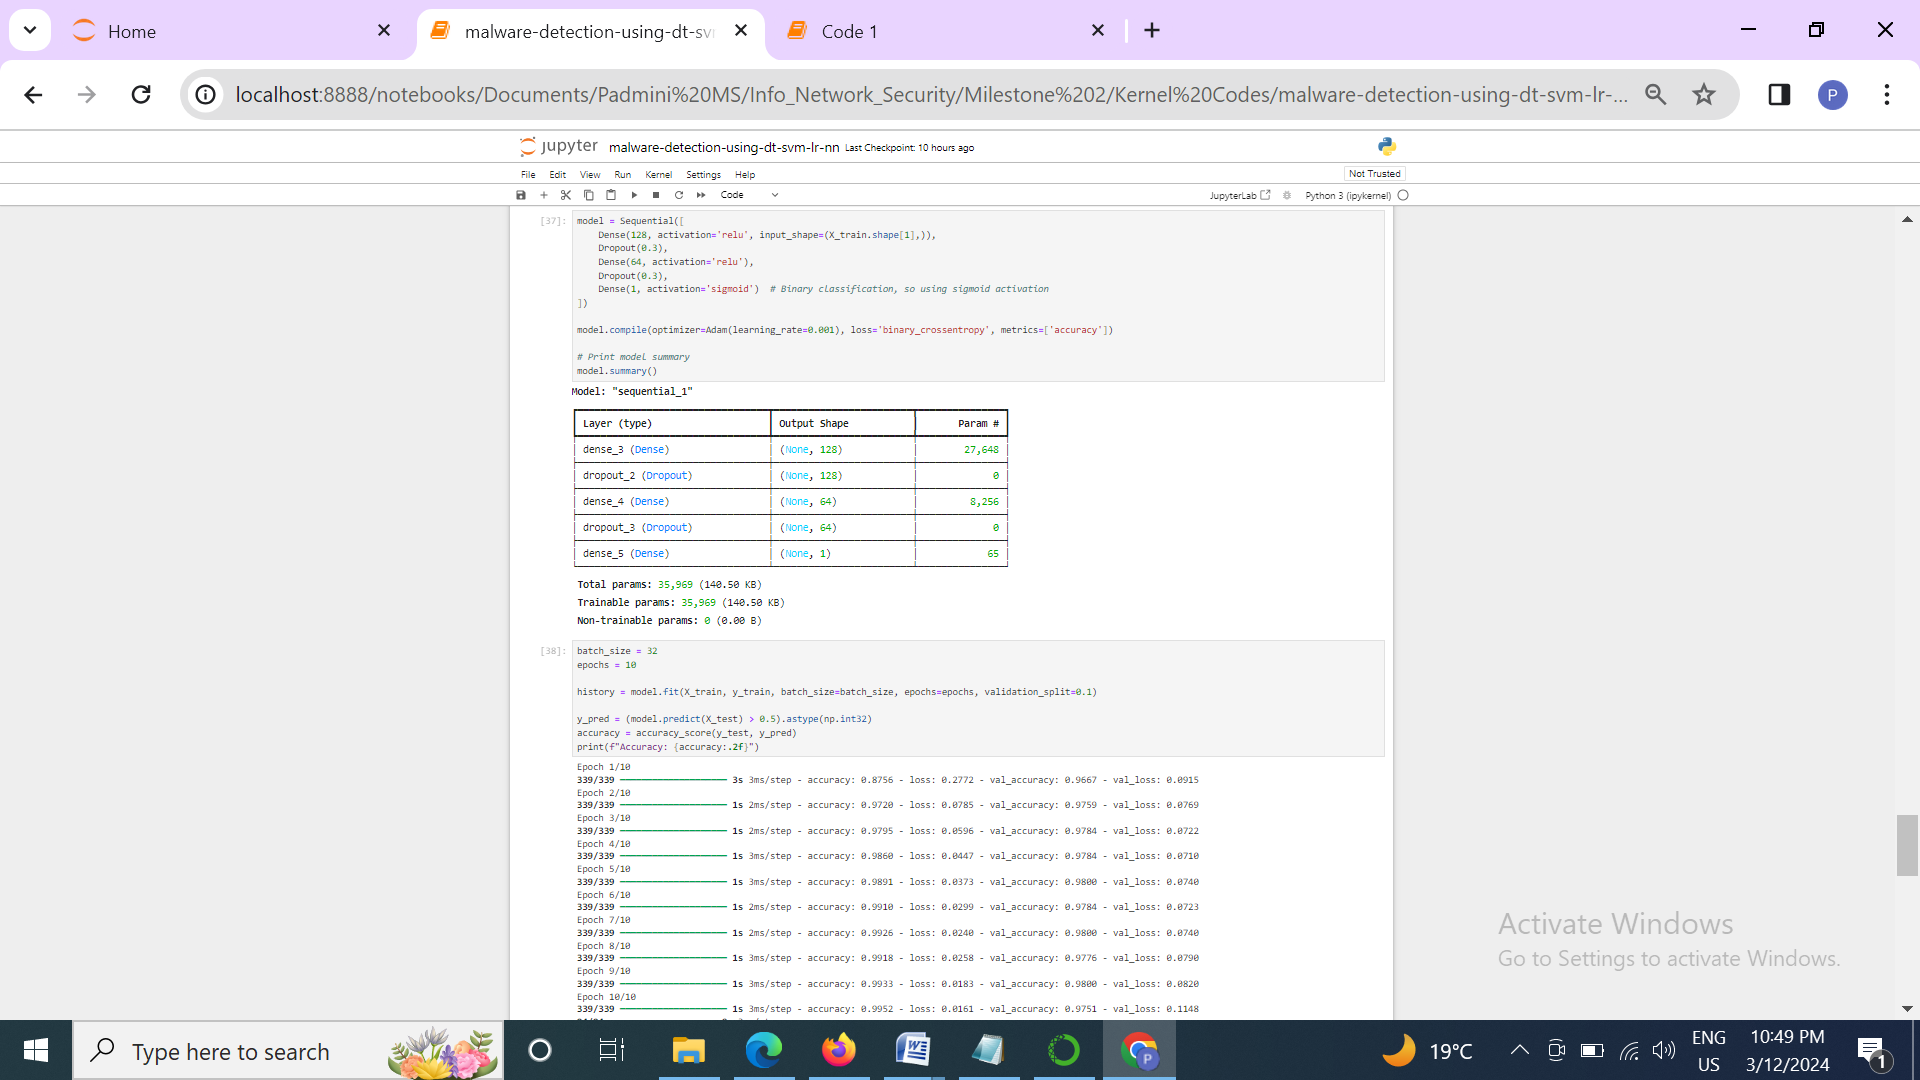 Home
malware-detection-using-dt-sv
Code 1
localhost:8888/notebooks/Documents/Padmini%20MS/Info_Network_Security/Milestone%202/Kernel%20Codes/malware-detection-using-dt-svm-lr-...
P
jupyter malware-detection-using-dt-svm-lr-nn Last Checkpoint: 10 hours ago
File Edit View Run Kernel Settings Help
Not Trusted
Code
JupyterLab
Python 3 (ipykernel)
[37]: model = Sequential([
Dense(128, activation='relu', input_shape=(X_train.shape[1],)),
Dropout(0.3),
Dense(64, activation='relu'),
Dropout(0.3),
Dense(1, activation='sigmoid') # Binary classification, so using sigmoid activation
])
model.compile(optimizer=Adam(learning_rate=0.001), loss='binary_crossentropy', metrics=['accuracy'])
# Print model summary
model.summary()
Model: "sequential_1"
Layer (type) Output Shape Param #
dense_3 (Dense) (None, 128) 27,648
dropout_2 (Dropout) (None, 128) 0
dense_4 (Dense) (None, 64) 8,256
dropout_3 (Dropout) (None, 64) 0
dense_5 (Dense) (None, 1) 65
Total params: 35,969 (140.50 KB)
Trainable params: 35,969 (140.50 KB)
Non-trainable params: 0 (0.00 B)
[38]: batch_size = 32
epochs = 10
history = model.fit(X_train, y_train, batch_size=batch_size, epochs=epochs, validation_split=0.1)
y_pred = (model.predict(X_test) > 0.5).astype(np.int32)
accuracy = accuracy_score(y_test, y_pred)
print(f"Accuracy: {accuracy:.2f}")
Epoch 1/10
339/339 3s 3ms/step - accuracy: 0.8756 - loss: 0.2772 - val_accuracy: 0.9667 - val_loss: 0.0915
Epoch 2/10
339/339 1s 2ms/step - accuracy: 0.9720 - loss: 0.0785 - val_accuracy: 0.9759 - val_loss: 0.0769
Epoch 3/10
339/339 1s 2ms/step - accuracy: 0.9795 - loss: 0.0596 - val_accuracy: 0.9784 - val_loss: 0.0722
Epoch 4/10
339/339 1s 3ms/step - accuracy: 0.9860 - loss: 0.0447 - val_accuracy: 0.9784 - val_loss: 0.0710
Epoch 5/10
339/339 1s 3ms/step - accuracy: 0.9891 - loss: 0.0373 - val_accuracy: 0.9800 - val_loss: 0.0740
Epoch 6/10
339/339 1s 2ms/step - accuracy: 0.9910 - loss: 0.0299 - val_accuracy: 0.9784 - val_loss: 0.0723
Epoch 7/10
339/339 1s 2ms/step - accuracy: 0.9926 - loss: 0.0240 - val_accuracy: 0.9800 - val_loss: 0.0740
Epoch 8/10
339/339 1s 3ms/step - accuracy: 0.9918 - loss: 0.0258 - val_accuracy: 0.9776 - val_loss: 0.0790
Epoch 9/10
339/339 1s 3ms/step - accuracy: 0.9933 - loss: 0.0183 - val_accuracy: 0.9800 - val_loss: 0.0820
Epoch 10/10
339/339 1s 3ms/step - accuracy: 0.9952 - loss: 0.0161 - val_accuracy: 0.9751 - val_loss: 0.1148
Activate Windows
Go to Settings to activate Windows.
Type here to search
P
19°C
ENG
US
10:49 PM
3/12/2024
1